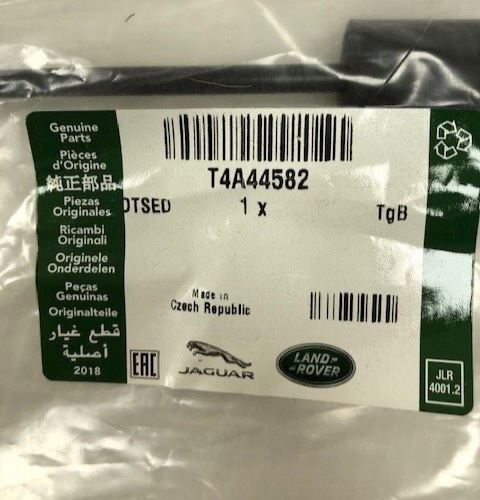 Genuine
Parts
Pièces
d'Origine
純正部品
Piezas
Originales
Ricambi
Originali
Originele
Onderdelen
Peças
Genuinas
Originalteile
قطع غيار
أصلية
2018
T4A44582
OTSED
1 x
TgB
Made in
Czech Republic
EAC
JAGUAR
LAND-
-ROVER
JLR
4001.2